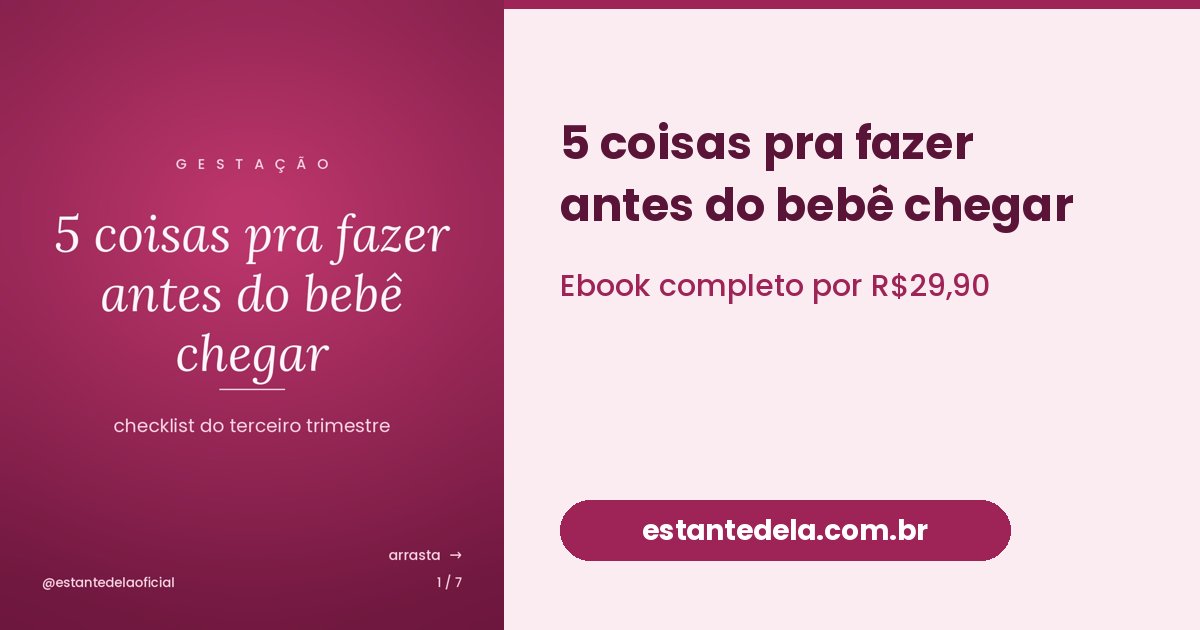 GESTAÇÃO
5 coisas pra fazer
antes do bebê
chegar
checklist do terceiro trimestre
arrasta →
@estantedelaoficial
1 / 7
5 coisas pra fazer
antes do bebê chegar
Ebook completo por R$29,90
estantedela.com.br